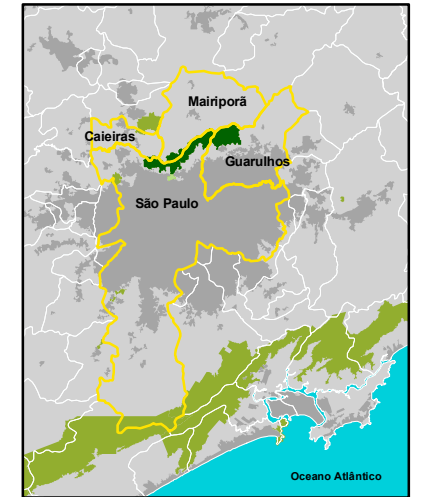 Mairiporã
Caieiras
Guarulhos
São Paulo
Oceano Atlântico